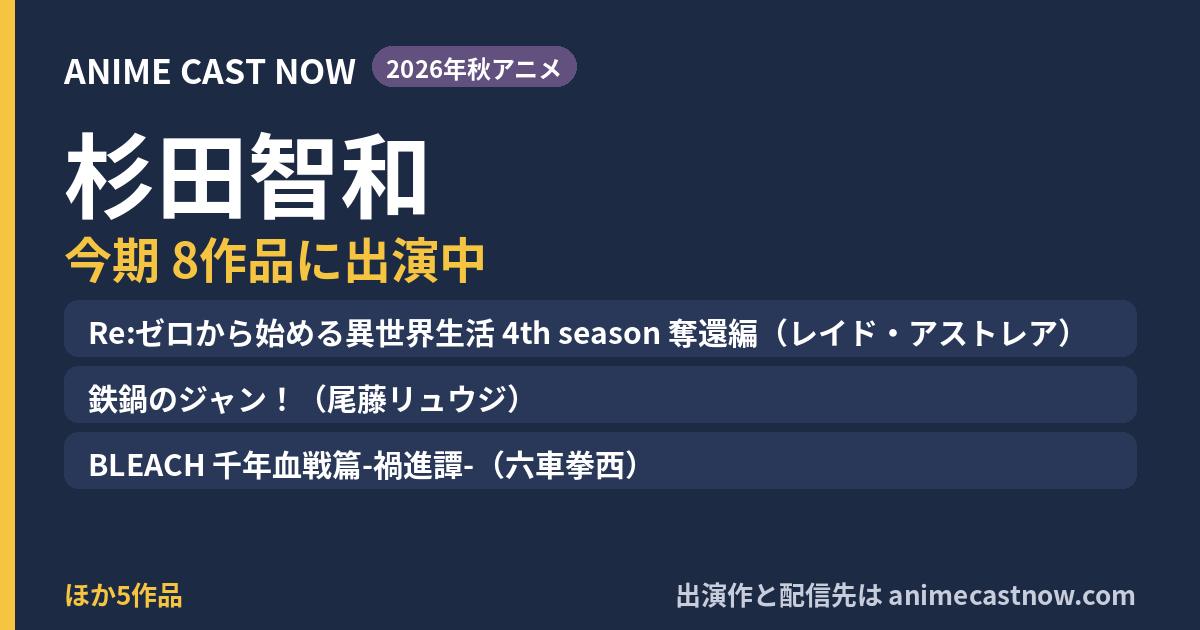 ANIME CAST NOW 2026年秋アニメ
杉田智和
今期 8作品に出演中
Re:ゼロから始める異世界生活 4th season 奪還編（レイド・アストレア）
鉄鍋のジャン！（尾藤リュウジ）
BLEACH 千年血戦篇-禍進譚-（六車拳西）
ほか5作品
出演作と配信先は animecastnow.com